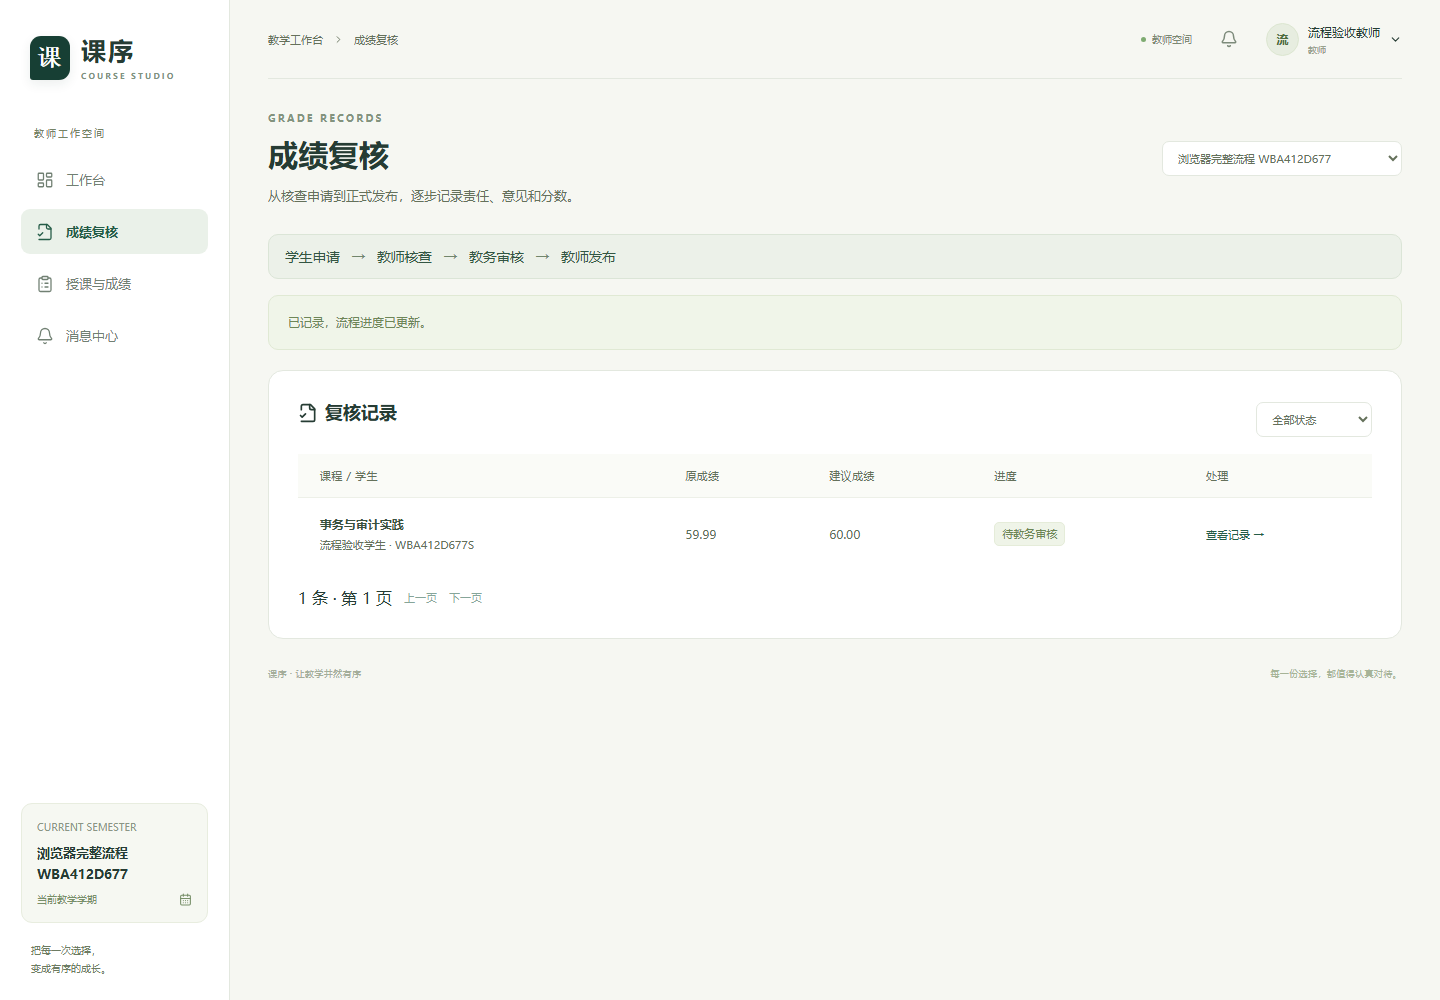 课
课序
COURSE STUDIO
教师工作空间
工作台
成绩复核
授课与成绩
消息中心
CURRENT SEMESTER
浏览器完整流程
WBA412D677
当前教学学期
把每一次选择，
变成有序的成长。
教学工作台 › 成绩复核
教师空间
流
流程验收教师
教师
GRADE RECORDS
成绩复核
从核查申请到正式发布，逐步记录责任、意见和分数。
浏览器完整流程 WBA412D677
学生申请 → 教师核查 → 教务审核 → 教师发布
已记录，流程进度已更新。
复核记录
全部状态
课程 / 学生 原成绩 建议成绩 进度 处理
事务与审计实践
流程验收学生 · WBA412D677S
59.99 60.00 待教务审核 查看记录 →
1 条 · 第 1 页 上一页 下一页
课序 · 让教学井然有序
每一份选择，都值得认真对待。